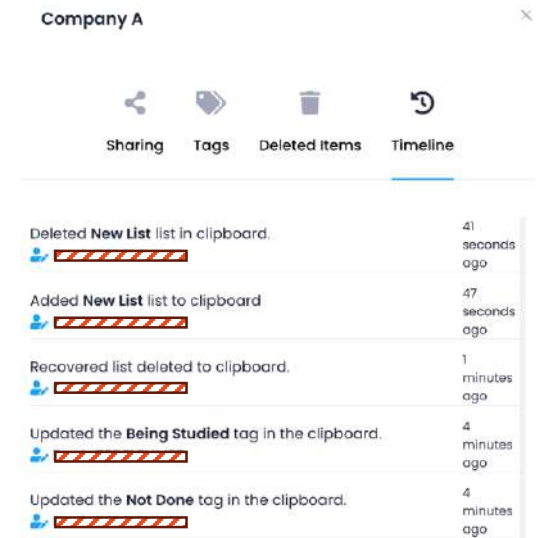 Company A
Sharing
Tags
Deleted Items
Timeline
Deleted New List list in clipboard.
41
seconds
ago
Added New List list to clipboard
47
seconds
ago
Recovered list deleted to clipboard.
1
minutes
ago
Updated the Being Studied tag in the clipboard.
4
minutes
ago
Updated the Not Done tag in the clipboard.
4
minutes
ago